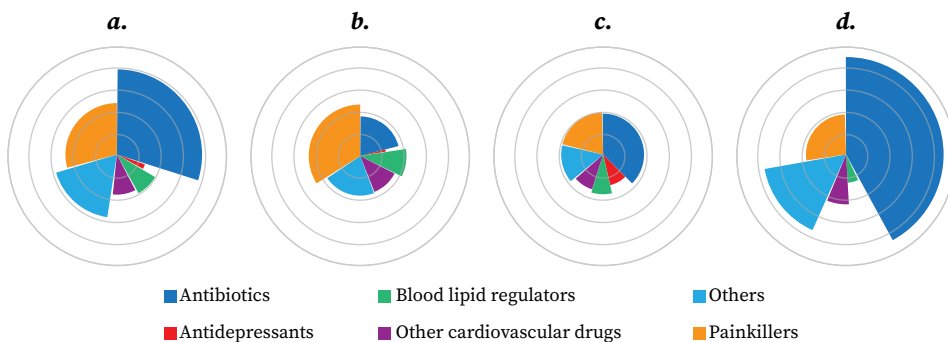 a. b. c. d.
Antibiotics Blood lipid regulators Others
Antidepressants Other cardiovascular drugs Painkillers